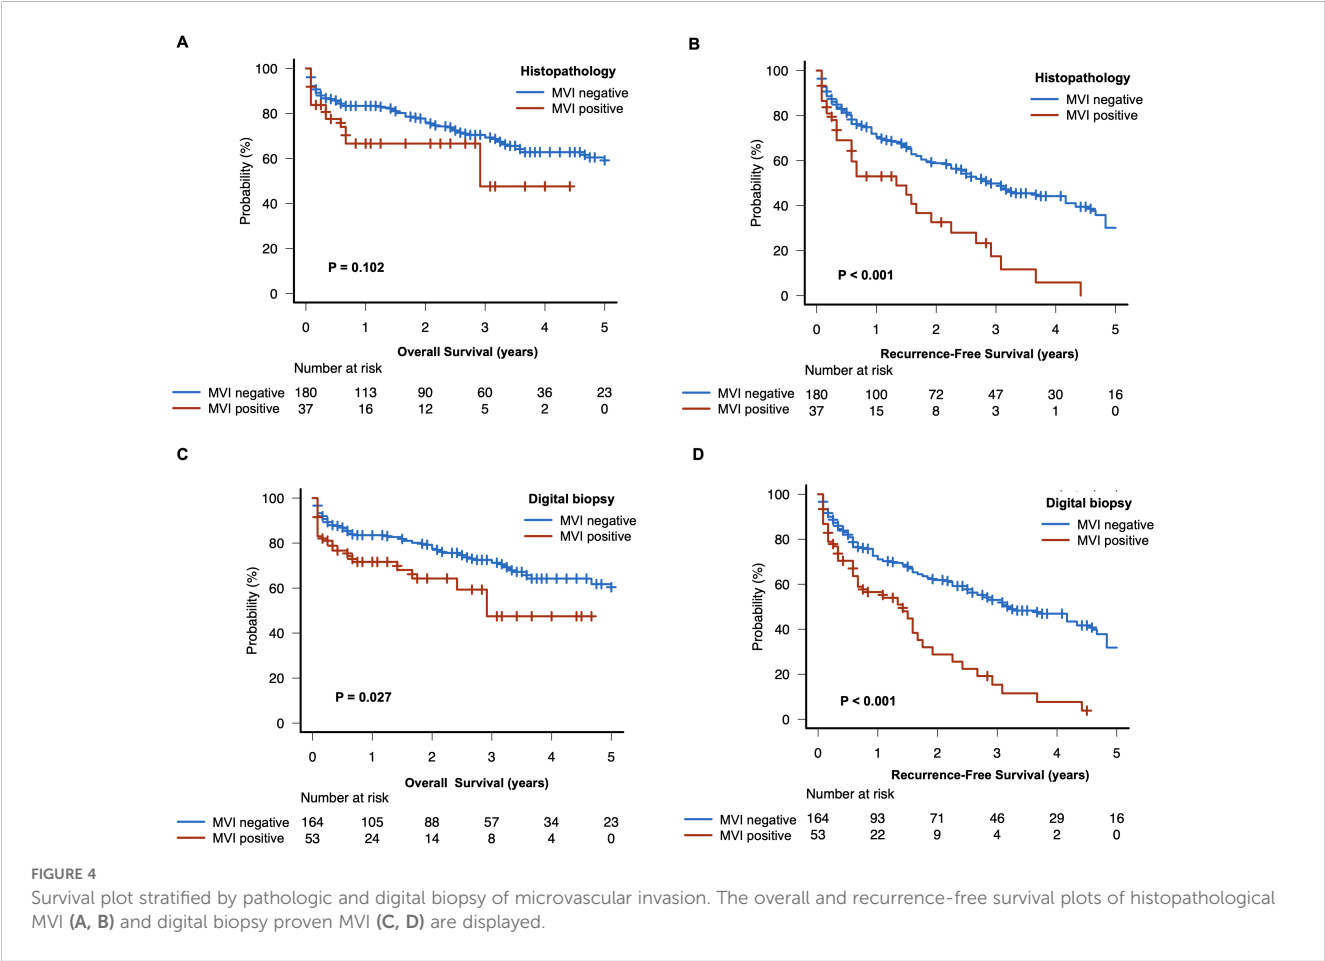 A
Histopathology
MVI negative
MVI positive
100
80
60
40
20
0
Probability (%)
P = 0.102
0 1 2 3 4 5
Overall Survival (years)
Number at risk
MVI negative 180 113 90 60 36 23
MVI positive 37 16 12 5 2 0
B
Histopathology
MVI negative
MVI positive
100
80
60
40
20
0
Probability (%)
P < 0.001
0 1 2 3 4 5
Recurrence-Free Survival (years)
Number at risk
MVI negative 180 100 72 47 30 16
MVI positive 37 15 8 3 1 0
C
Digital biopsy
MVI negative
MVI positive
100
80
60
40
20
0
Probability (%)
P = 0.027
0 1 2 3 4 5
Overall Survival (years)
Number at risk
MVI negative 164 105 88 57 34 23
MVI positive 53 24 14 8 4 0
D
Digital biopsy
MVI negative
MVI positive
100
80
60
40
20
0
Probability (%)
P < 0.001
0 1 2 3 4 5
Recurrence-Free Survival (years)
Number at risk
MVI negative 164 93 71 46 29 16
MVI positive 53 22 9 4 2 0
FIGURE 4
Survival plot stratified by pathologic and digital biopsy of microvascular invasion. The overall and recurrence-free survival plots of histopathological
MVI (A, B) and digital biopsy proven MVI (C, D) are displayed.